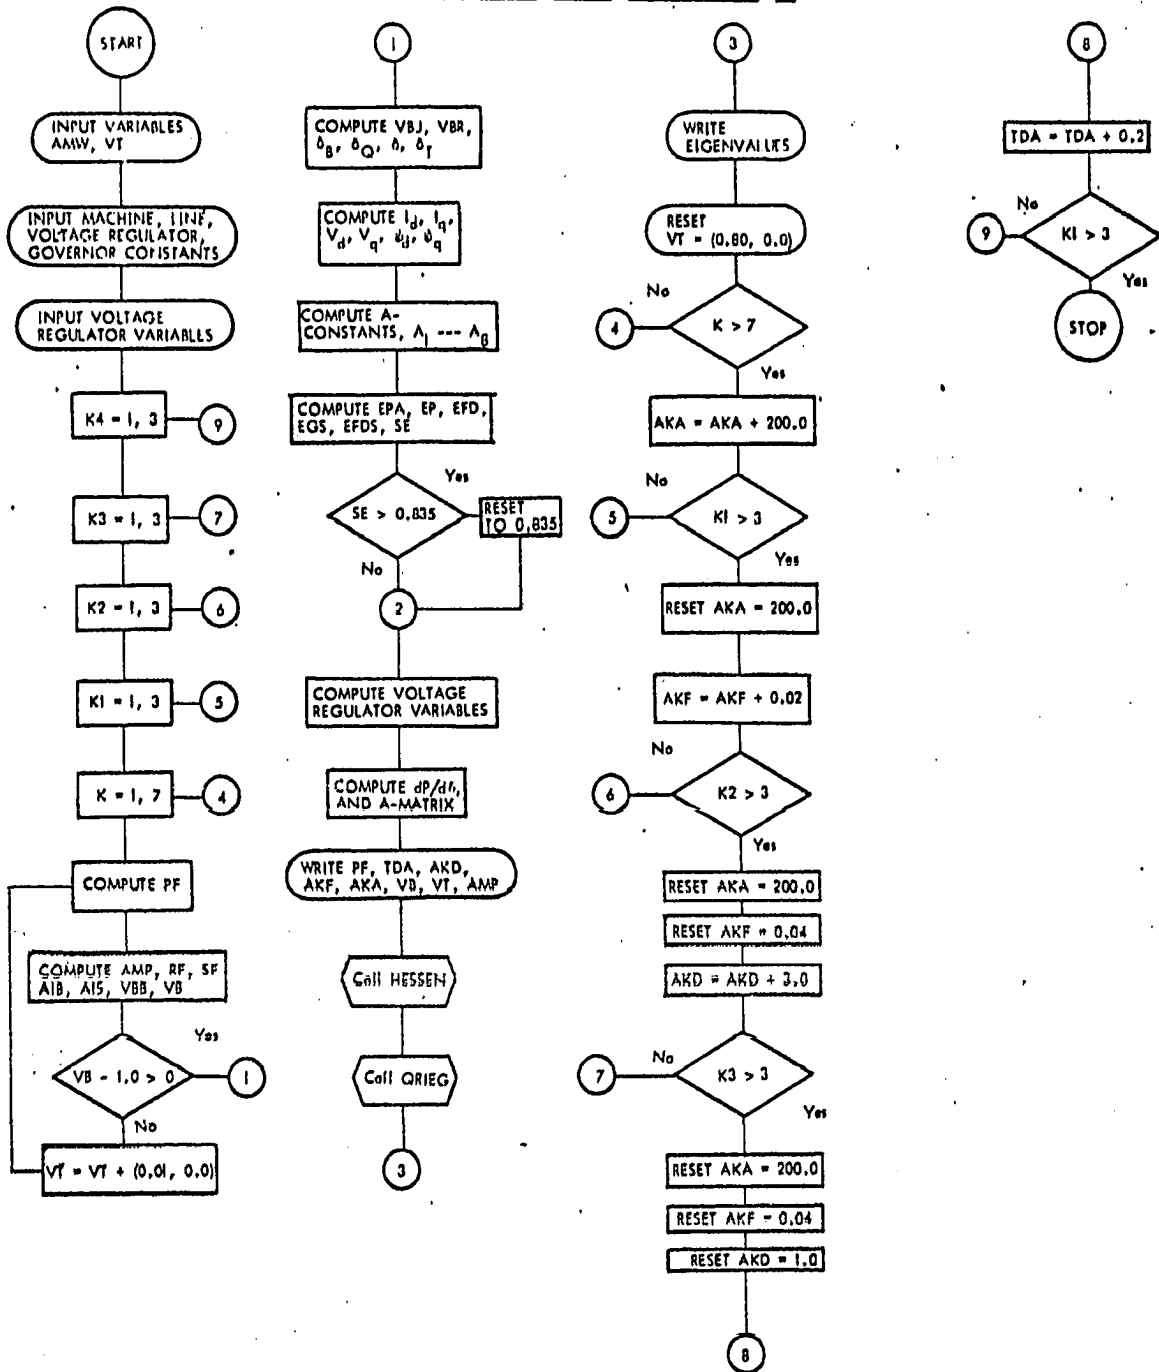 START
INPUT VARIABLES
AMW, VT
INPUT MACHINE, LINE,
VOLTAGE REGULATOR,
GOVERNOR CONSTANTS
INPUT VOLTAGE
REGULATOR VARIABLES
K4 = 1, 3
9
K3 = 1, 3
7
K2 = 1, 3
6
K1 = 1, 3
5
K = 1, 7
4
COMPUTE PF
COMPUTE AMP, RF, SF
AIB, AIS, VBB, VB
Yes
VB - 1.0 > 0
1
No
VT = VT + (0.01, 0.0)
1
COMPUTE VBJ, VBR,
δB, δQ, δ, δT
COMPUTE Id, Iq,
Vd, Vq, ψd, ψq
COMPUTE A-
CONSTANTS, A1 --- A8
COMPUTE EPA, EP, EFD,
EGS, EFDS, SE
Yes
SE > 0.835
RESET
TO 0.835
No
2
COMPUTE VOLTAGE
REGULATOR VARIABLES
COMPUTE dP/dδ,
AND A-MATRIX
WRITE PF, TDA, AKD,
AKF, AKA, VB, VT, AMP
Call HESSEN
Call QRIEG
3
3
WRITE
EIGENVALUES
RESET
VT = (0.80, 0.0)
No
K > 7
4
Yes
AKA = AKA + 200.0
No
K1 > 3
5
Yes
RESET AKA = 200.0
AKF = AKF + 0.02
No
K2 > 3
6
Yes
RESET AKA = 200.0
RESET AKF = 0.04
AKD = AKD + 3.0
No
K3 > 3
7
Yes
RESET AKA = 200.0
RESET AKF = 0.04
RESET AKD = 1.0
8
8
TDA = TDA + 0.2
No
9
K1 > 3
Yes
STOP